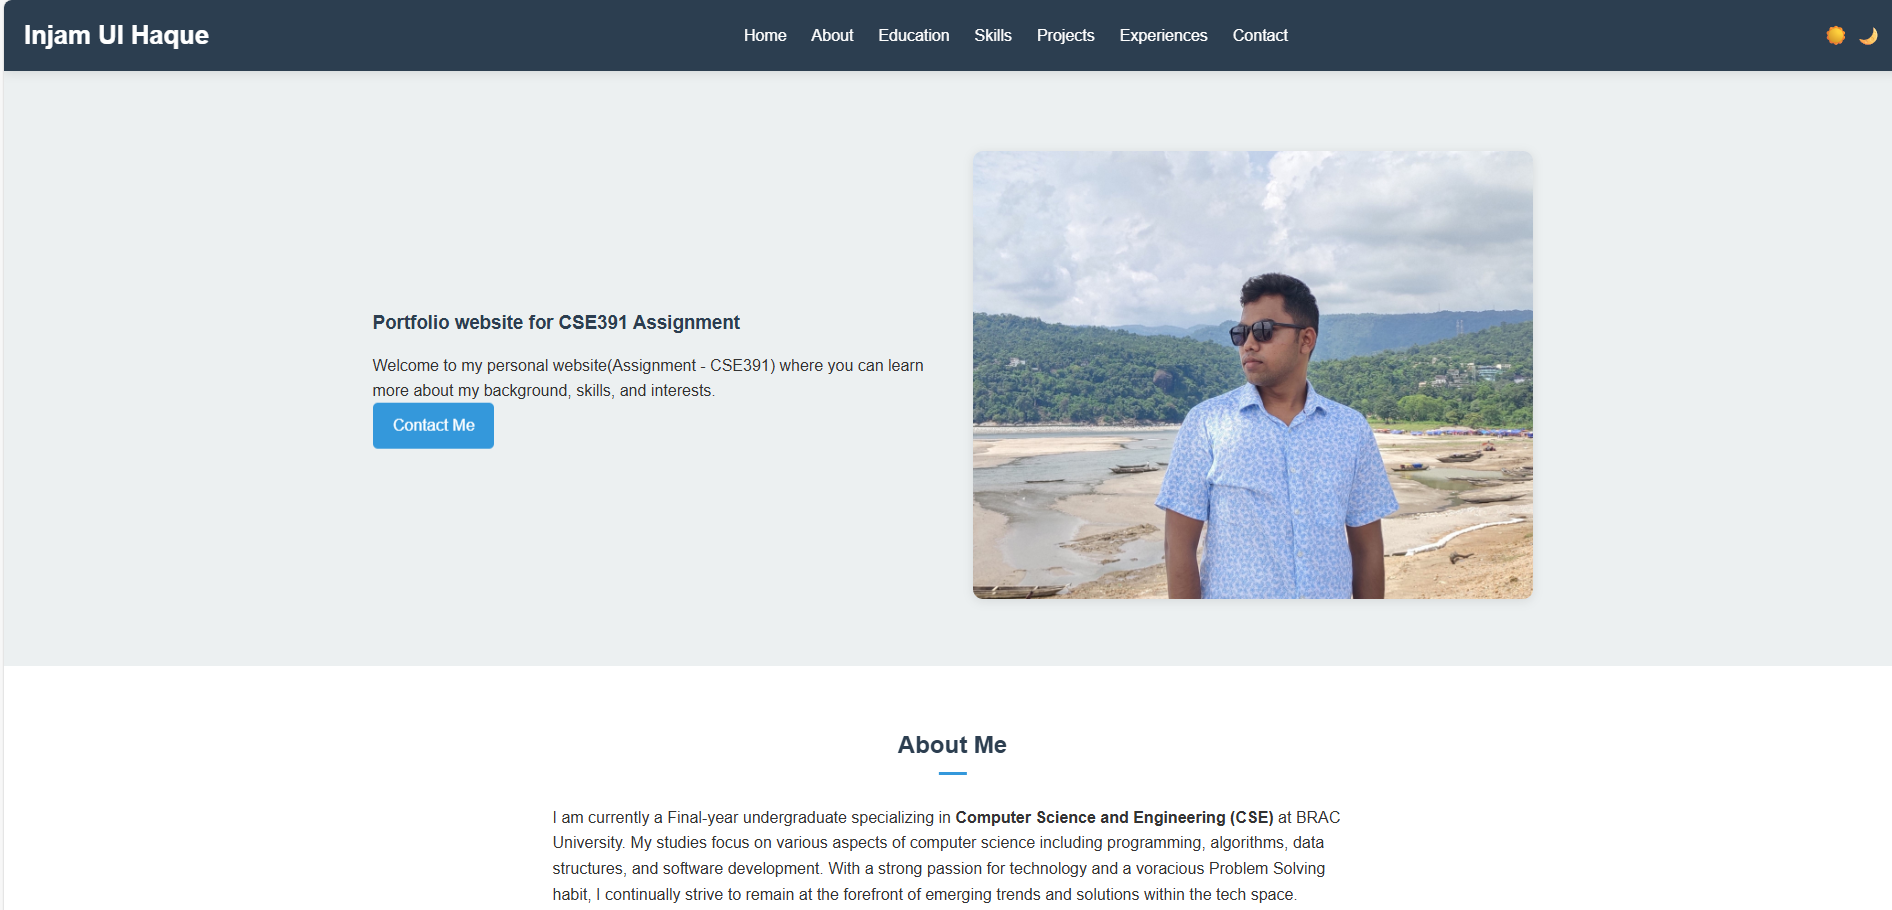 Injam Ul Haque
Home About Education Skills Projects Experiences Contact
Portfolio website for CSE391 Assignment
Welcome to my personal website(Assignment - CSE391) where you can learn
more about my background, skills, and interests.
Contact Me
About Me
I am currently a Final-year undergraduate specializing in Computer Science and Engineering (CSE) at BRAC
University. My studies focus on various aspects of computer science including programming, algorithms, data
structures, and software development. With a strong passion for technology and a voracious Problem Solving
habit, I continually strive to remain at the forefront of emerging trends and solutions within the tech space.